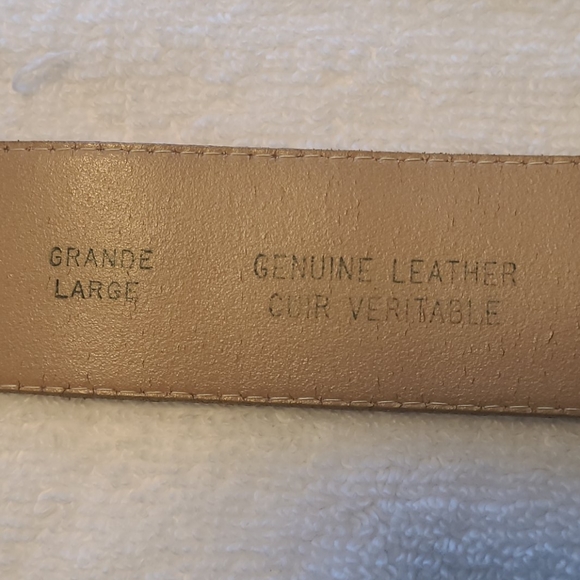 GRANDE
LARGE
GENUINE LEATHER
CUIR VERITABLE